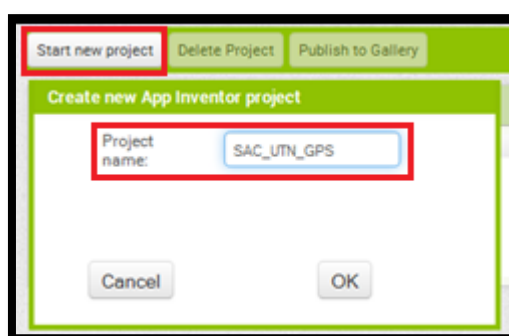 Start new project Delete Project Publish to Gallery
Create new App Inventor project
Project
name:
SAC_UTN_GPS
Cancel OK